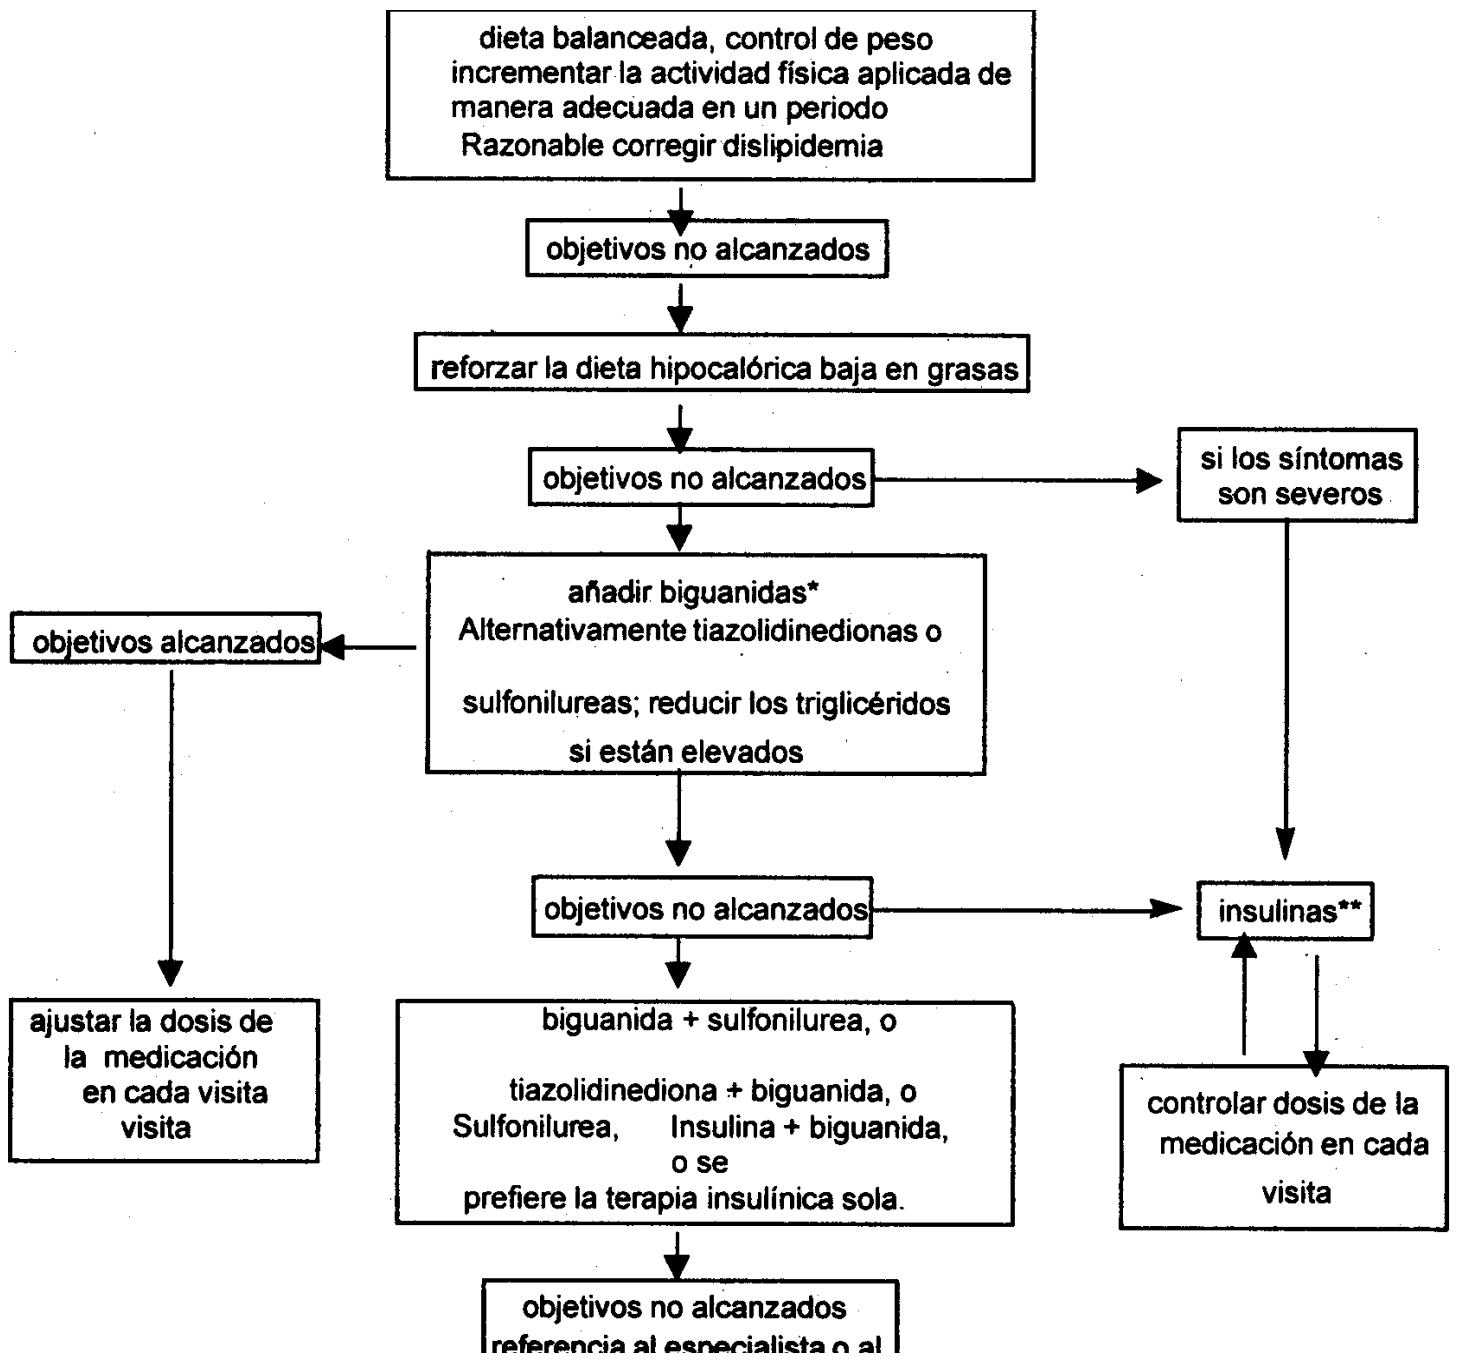 dieta balanceada, control de peso
incrementar la actividad física aplicada de
manera adecuada en un periodo
Razonable corregir dislipidemia
objetivos no alcanzados
reforzar la dieta hipocalórica baja en grasas
objetivos no alcanzados
si los síntomas
son severos
añadir biguanidas*
Alternativamente tiazolidinedionas o
sulfonilureas; reducir los triglicéridos
si están elevados
objetivos alcanzados
objetivos no alcanzados
insulinas**
ajustar la dosis de
la medicación
en cada visita
visita
biguanida + sulfonilurea, o
tiazolidinediona + biguanida, o
Sulfonilurea, Insulina + biguanida,
o se
prefiere la terapia insulínica sola.
controlar dosis de la
medicación en cada
visita
objetivos no alcanzados
referencia al especialista o al